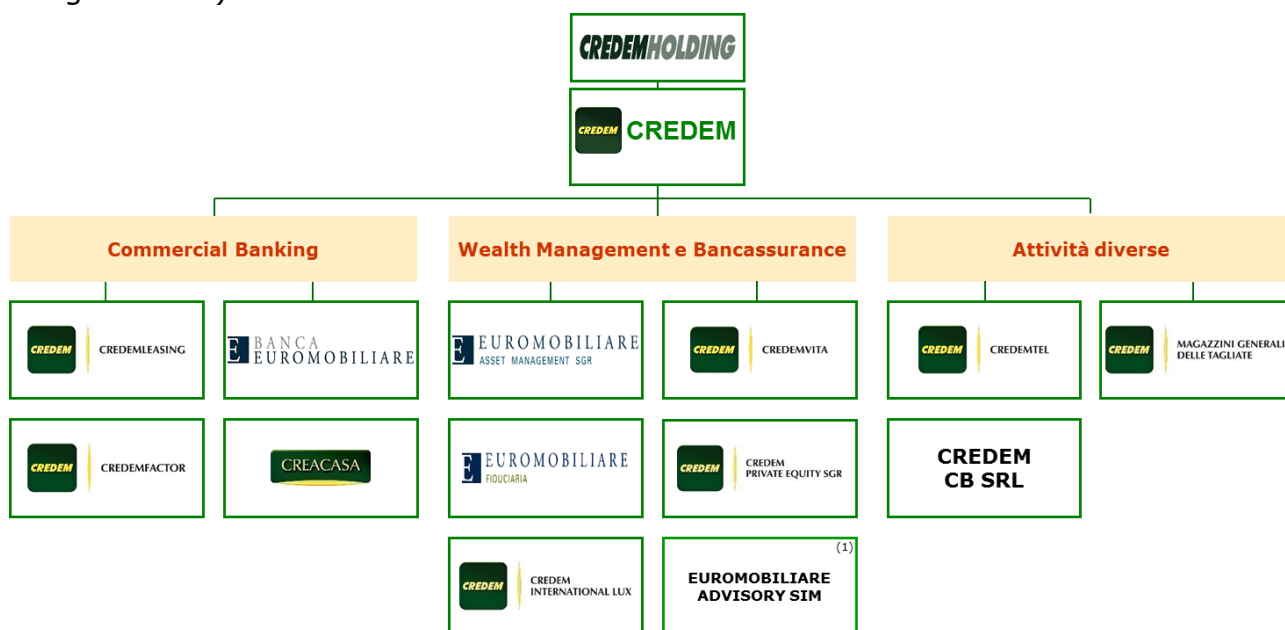 CREDEMHOLDING
CREDEM CREDEM
Commercial Banking
Wealth Management e Bancassurance
Attività diverse
CREDEM CREDEMLEASING
E BANCA
EUROMOBILIARE
E EUROMOBILIARE
ASSET MANAGEMENT SGR
CREDEM CREDEMVITA
CREDEM CREDEMTEL
CREDEM MAGAZZINI GENERALI
DELLE TAGLIATE
CREDEM CREDEMFACTOR
CREACASA
E EUROMOBILIARE
FIDUCIARIA
CREDEM CREDEM
PRIVATE EQUITY SGR
CREDEM
CB SRL
CREDEM CREDEM
INTERNATIONAL LUX
(1)
EUROMOBILIARE
ADVISORY SIM